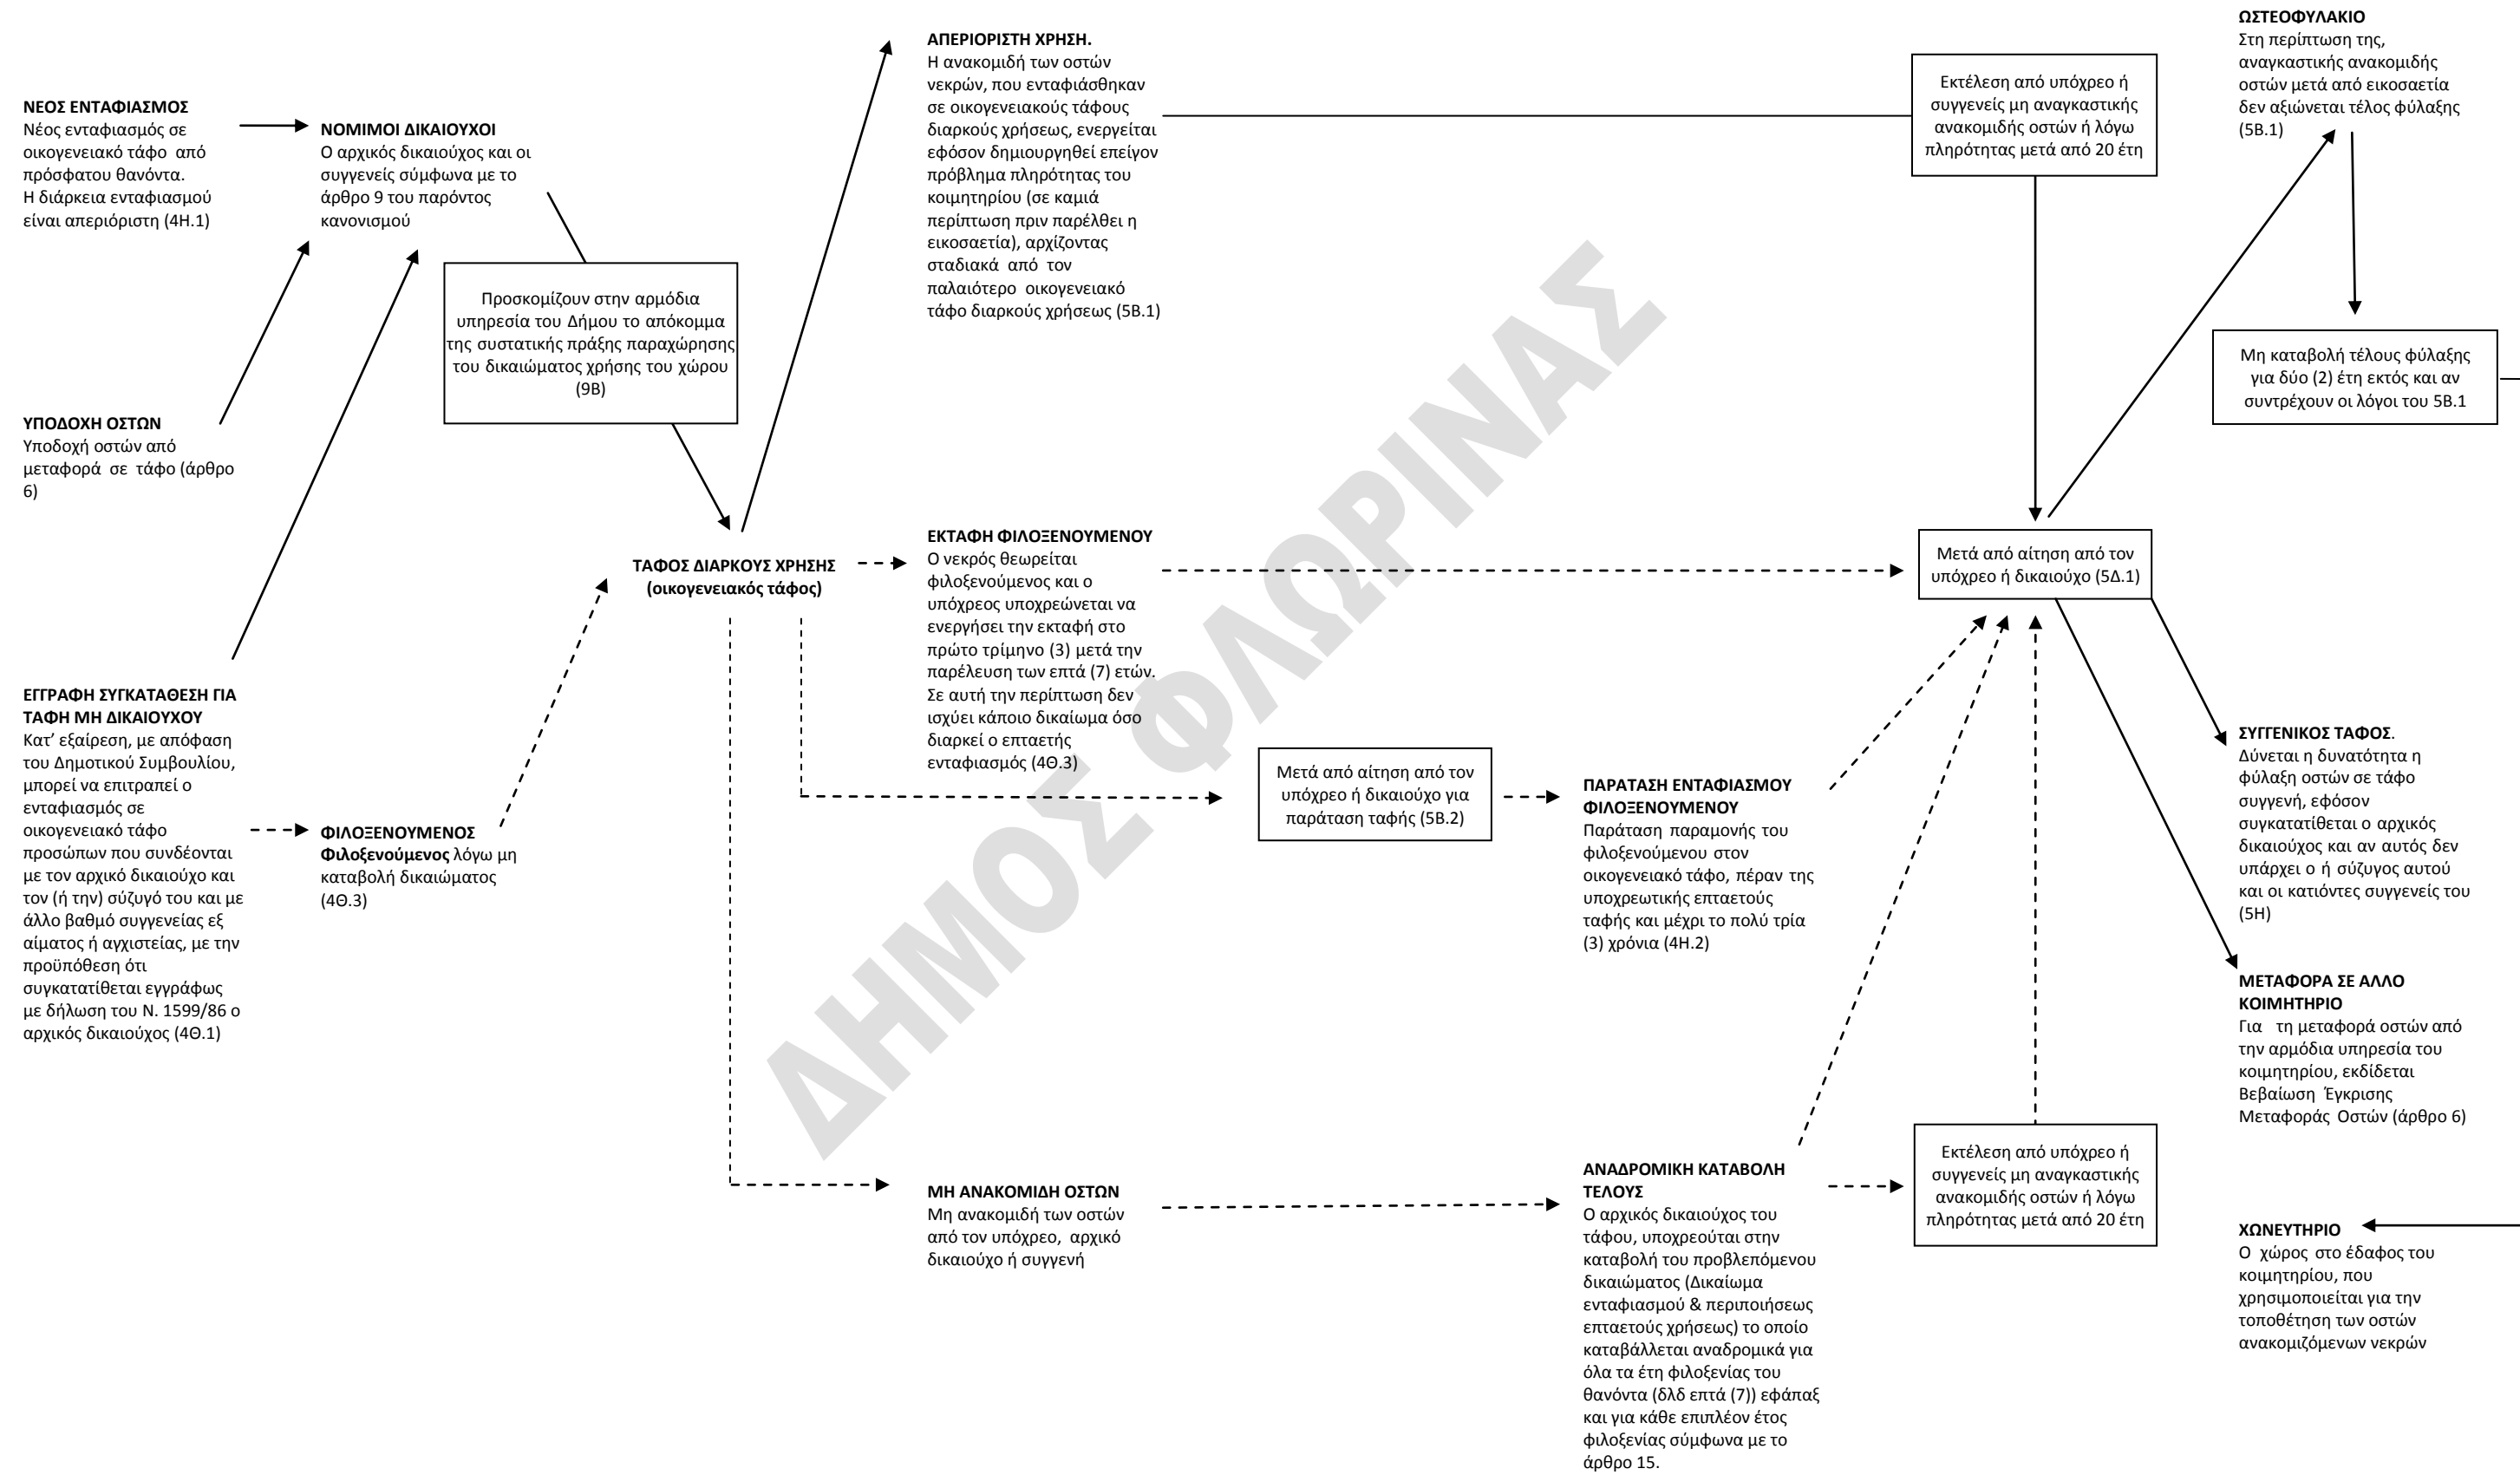 ΝΕΟΣ ΕΝΤΑΦΙΑΣΜΟΣ
Νέος ενταφιασμός σε
οικογενειακό τάφο από
πρόσφατου θανόντα.
Η διάρκεια ενταφιασμού
είναι απεριόριστη (4Η.1)
ΥΠΟΔΟΧΗ ΟΣΤΩΝ
Υποδοχή οστών από
μεταφορά σε τάφο (άρθρο
6)
ΕΓΓΡΑΦΗ ΣΥΓΚΑΤΑΘΕΣΗ ΓΙΑ
ΤΑΦΗ ΜΗ ΔΙΚΑΙΟΥΧΟΥ
Κατ’ εξαίρεση, με απόφαση
του Δημοτικού Συμβουλίου,
μπορεί να επιτραπεί ο
ενταφιασμός σε
οικογενειακό τάφο
προσώπων που συνδέονται
με τον αρχικό δικαιούχο και
τον (ή την) σύζυγό του και με
άλλο βαθμό συγγενείας εξ
αίματος ή αγχιστείας, με την
προϋπόθεση ότι
συγκατατίθεται εγγράφως
με δήλωση του Ν. 1599/86 ο
αρχικός δικαιούχος (4Θ.1)
ΝΟΜΙΜΟΙ ΔΙΚΑΙΟΥΧΟΙ
Ο αρχικός δικαιούχος και οι
συγγενείς σύμφωνα με το
άρθρο 9 του παρόντος
κανονισμού
Προσκομίζουν στην αρμόδια
υπηρεσία του Δήμου το απόκομμα
της συστατικής πράξης παραχώρησης
του δικαιώματος χρήσης του χώρου
(9Β)
ΦΙΛΟΞΕΝΟΥΜΕΝΟΣ
Φιλοξενούμενος λόγω μη
καταβολή δικαιώματος
(4Θ.3)
ΤΑΦΟΣ ΔΙΑΡΚΟΥΣ ΧΡΗΣΗΣ
(οικογενειακός τάφος)
ΑΠΕΡΙΟΡΙΣΤΗ ΧΡΗΣΗ.
Η ανακομιδή των οστών
νεκρών, που ενταφιάσθηκαν
σε οικογενειακούς τάφους
διαρκούς χρήσεως, ενεργείται
εφόσον δημιουργηθεί επείγον
πρόβλημα πληρότητας του
κοιμητηρίου (σε καμιά
περίπτωση πριν παρέλθει η
εικοσαετία), αρχίζοντας
σταδιακά από τον
παλαιότερο οικογενειακό
τάφο διαρκούς χρήσεως (5Β.1)
ΕΚΤΑΦΗ ΦΙΛΟΞΕΝΟΥΜΕΝΟΥ
Ο νεκρός θεωρείται
φιλοξενούμενος και ο
υπόχρεος υποχρεώνεται να
ενεργήσει την εκταφή στο
πρώτο τρίμηνο (3) μετά την
παρέλευση των επτά (7) ετών.
Σε αυτή την περίπτωση δεν
ισχύει κάποιο δικαίωμα όσο
διαρκεί ο επταετής
ενταφιασμός (4Θ.3)
ΜΗ ΑΝΑΚΟΜΙΔΗ ΟΣΤΩΝ
Μη ανακομιδή των οστών
από τον υπόχρεο, αρχικό
δικαιούχο ή συγγενή
Μετά από αίτηση από τον
υπόχρεο ή δικαιούχο για
παράταση ταφής (5Β.2)
ΠΑΡΑΤΑΣΗ ΕΝΤΑΦΙΑΣΜΟΥ
ΦΙΛΟΞΕΝΟΥΜΕΝΟΥ
Παράταση παραμονής του
φιλοξενούμενου στον
οικογενειακό τάφο, πέραν της
υποχρεωτικής επταετούς
ταφής και μέχρι το πολύ τρία
(3) χρόνια (4Η.2)
ΑΝΑΔΡΟΜΙΚΗ ΚΑΤΑΒΟΛΗ
ΤΕΛΟΥΣ
Ο αρχικός δικαιούχος του
τάφου, υποχρεούται στην
καταβολή του προβλεπόμενου
δικαιώματος (Δικαίωμα
ενταφιασμού & περιποιήσεως
επταετούς χρήσεως) το οποίο
καταβάλλεται αναδρομικά για
όλα τα έτη φιλοξενίας του
θανόντα (δλδ επτά (7)) εφάπαξ
και για κάθε επιπλέον έτος
φιλοξενίας σύμφωνα με το
άρθρο 15.
Εκτέλεση από υπόχρεο ή
συγγενείς μη αναγκαστικής
ανακομιδής οστών ή λόγω
πληρότητας μετά από 20 έτη
Μετά από αίτηση από τον
υπόχρεο ή δικαιούχο (5Δ.1)
Εκτέλεση από υπόχρεο ή
συγγενείς μη αναγκαστικής
ανακομιδής οστών ή λόγω
πληρότητας μετά από 20 έτη
ΩΣΤΕΟΦΥΛΑΚΙΟ
Στη περίπτωση της,
αναγκαστικής ανακομιδής
οστών μετά από εικοσαετία
δεν αξιώνεται τέλος φύλαξης
(5Β.1)
Μη καταβολή τέλους φύλαξης
για δύο (2) έτη εκτός και αν
συντρέχουν οι λόγοι του 5Β.1
ΣΥΓΓΕΝΙΚΟΣ ΤΑΦΟΣ.
Δύνεται η δυνατότητα η
φύλαξη οστών σε τάφο
συγγενή, εφόσον
συγκατατίθεται ο αρχικός
δικαιούχος και αν αυτός δεν
υπάρχει ο ή σύζυγος αυτού
και οι κατιόντες συγγενείς του
(5Η)
ΜΕΤΑΦΟΡΑ ΣΕ ΑΛΛΟ
ΚΟΙΜΗΤΗΡΙΟ
Για τη μεταφορά οστών από
την αρμόδια υπηρεσία του
κοιμητηρίου, εκδίδεται
Βεβαίωση Έγκρισης
Μεταφοράς Οστών (άρθρο 6)
ΧΩΝΕΥΤΗΡΙΟ
Ο χώρος στο έδαφος του
κοιμητηρίου, που
χρησιμοποιείται για την
τοποθέτηση των οστών
ανακομιζόμενων νεκρών
ΔΗΜΟΣ ΦΛΩΡΙΝΑΣ